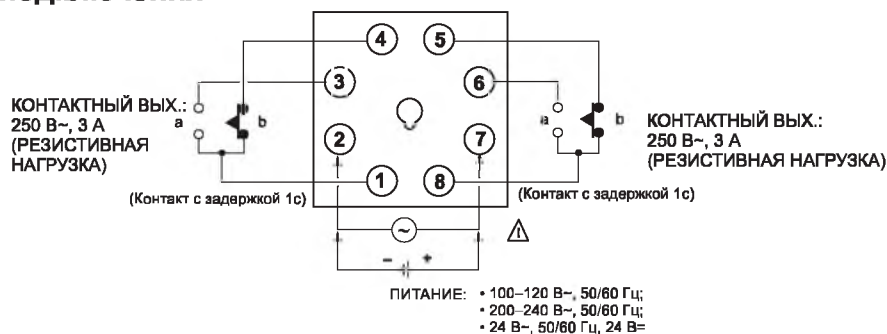 4
5
3
6
КОНТАКТНЫЙ ВЫХ.:
250 В~, 3 А
(РЕЗИСТИВНАЯ
НАГРУЗКА)
a
b
2
7
a
b
КОНТАКТНЫЙ ВЫХ.:
250 В~, 3 А
(РЕЗИСТИВНАЯ НАГРУЗКА)
1
8
(Контакт с задержкой 1с)
(Контакт с задержкой 1с)
~
!
− +
ПИТАНИЕ: • 100–120 В~, 50/60 Гц;
• 200–240 В~, 50/60 Гц;
• 24 В~, 50/60 Гц, 24 В=